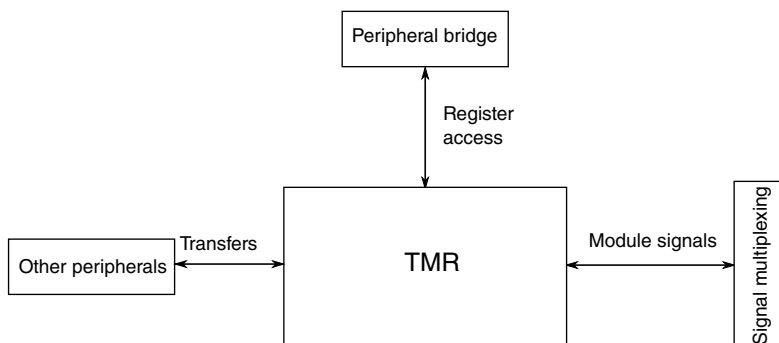 Peripheral bridge
Register
access
Transfers
Other peripherals
TMR
Module signals
Signal multiplexing